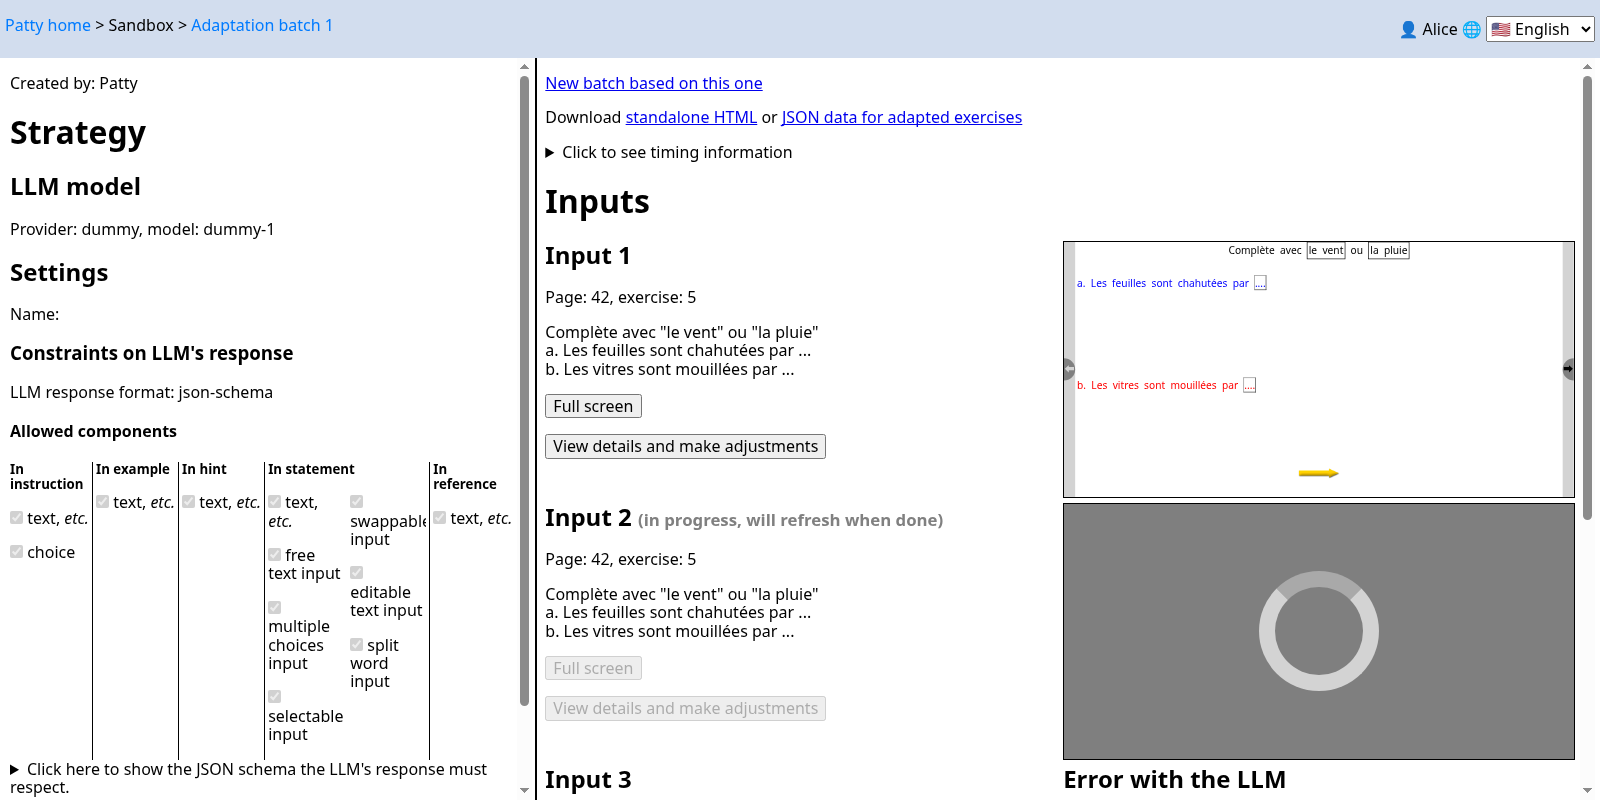 Patty home > Sandbox > Adaptation batch 1
👤 Alice 🌐 🇺🇸 English
Created by: Patty
Strategy
LLM model
Provider: dummy, model: dummy-1
Settings
Name:
Constraints on LLM's response
LLM response format: json-schema
Allowed components
In instruction
text, etc.
choice
In example
text, etc.
In hint
text, etc.
In statement
text, etc.
free text input
multiple choices input
selectable input
swappable input
editable text input
split word input
In reference
text, etc.
▶ Click here to show the JSON schema the LLM's response must
respect.
New batch based on this one
Download standalone HTML or JSON data for adapted exercises
▶ Click to see timing information
Inputs
Input 1
Page: 42, exercise: 5
Complète avec "le vent" ou "la pluie"
a. Les feuilles sont chahutées par ...
b. Les vitres sont mouillées par ...
Full screen
View details and make adjustments
Complète avec le vent ou la pluie
a. Les feuilles sont chahutées par ....
b. Les vitres sont mouillées par ....
Input 2 (in progress, will refresh when done)
Page: 42, exercise: 5
Complète avec "le vent" ou "la pluie"
a. Les feuilles sont chahutées par ...
b. Les vitres sont mouillées par ...
Full screen
View details and make adjustments
Input 3
Error with the LLM